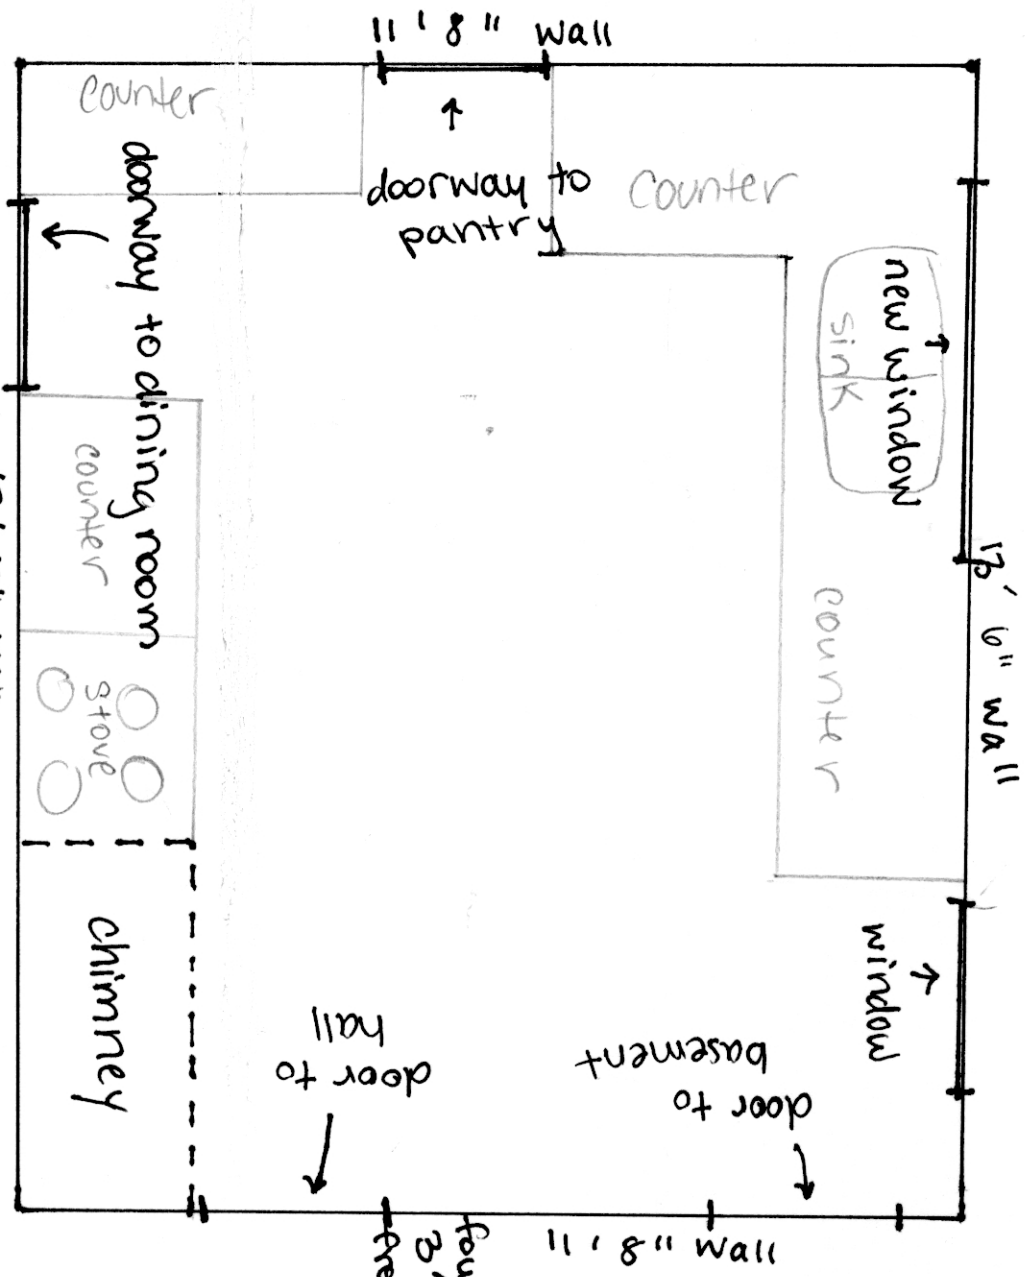 11' 8" wall
counter
doorway to
pantry
counter
doorway to dining room
new window
sink
counter
13' 6" wall
counter
stove
chimney
window
door to
hall
door to
basement
11' 8" wall